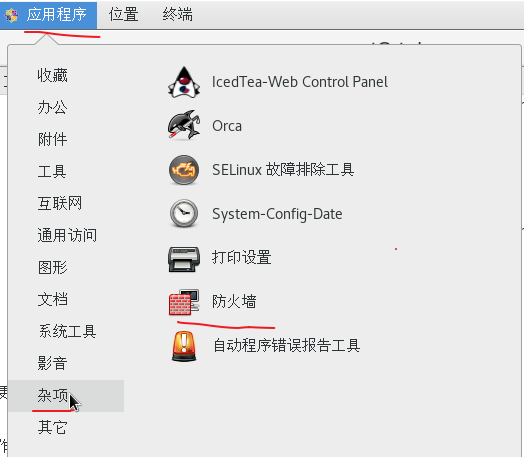 应用程序 位置 终端
收藏
办公
附件
工具
互联网
通用访问
图形
文档
系统工具
影音
杂项
其它
IcedTea-Web Control Panel
Orca
SELinux 故障排除工具
System-Config-Date
打印设置
防火墙
自动程序错误报告工具